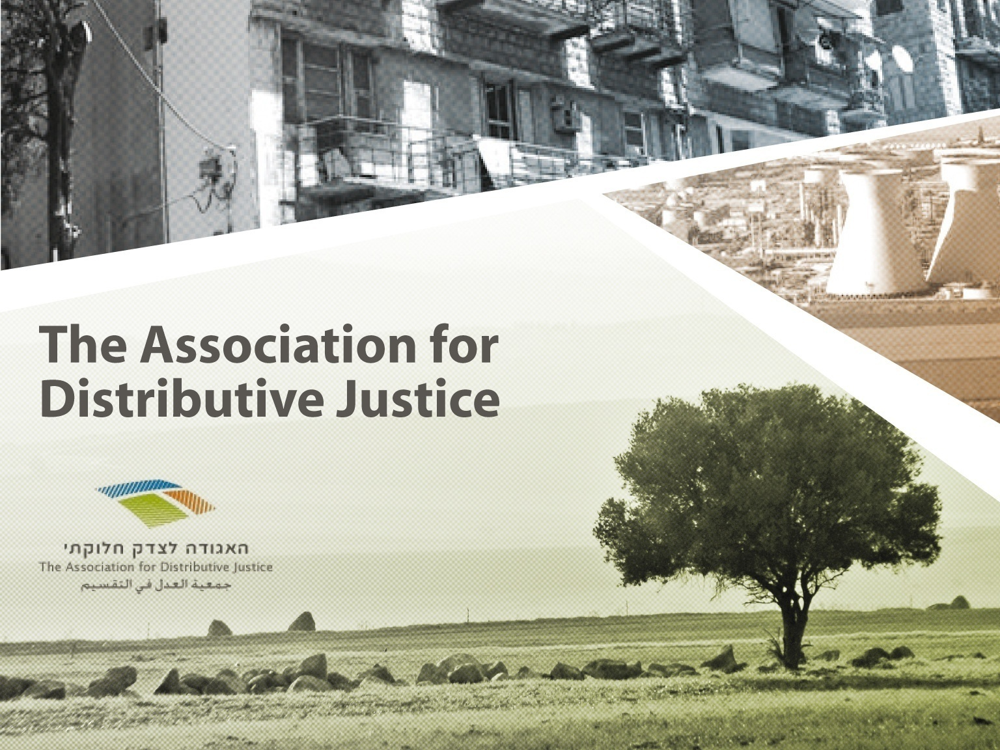 The Association for
Distributive Justice
האגודה לצדק חלוקתי
The Association for Distributive Justice
جمعية العدل في التقسيم